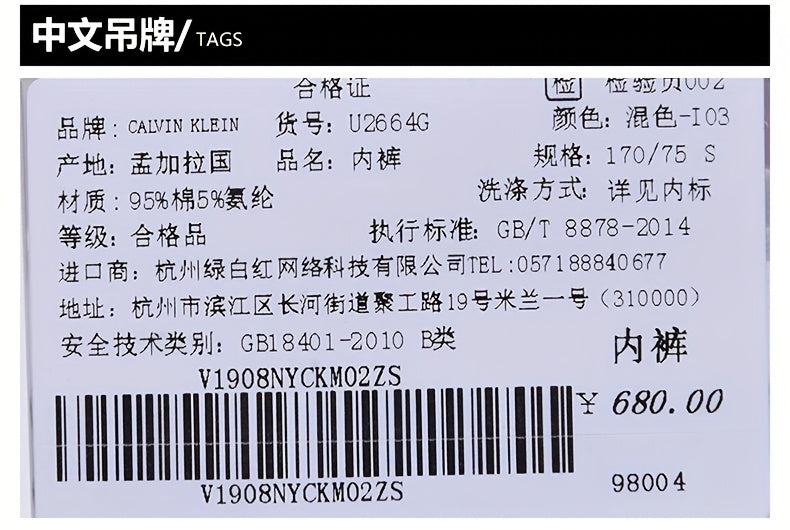 中文吊牌/TAGS
合格证 检 检验员002
品牌: CALVIN KLEIN 货号: U2664G 颜色: 混色-I03
产地: 孟加拉国 品名: 内裤 规格: 170/75 S
材质: 95%棉5%氨纶 洗涤方式: 详见内标
等级: 合格品 执行标准: GB/T 8878-2014
进口商: 杭州绿白红网络科技有限公司TEL:057188840677
地址: 杭州市滨江区长河街道聚工路19号米兰一号(310000)
安全技术类别: GB18401-2010 B类
内裤
V1908NYCKM02ZS
¥ 680.00
V1908NYCKM02ZS
98004